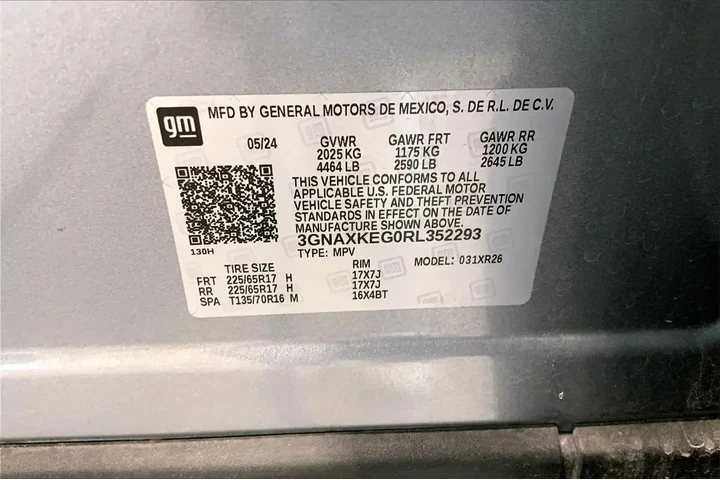 gm MFD BY GENERAL MOTORS DE MEXICO, S. DE R.L. DE C.V.
05/24 GVWR GAWR FRT GAWR RR
2025 KG 1175 KG 1200 KG
4464 LB 2590 LB 2645 LB
THIS VEHICLE CONFORMS TO ALL
APPLICABLE U.S. FEDERAL MOTOR
VEHICLE SAFETY AND THEFT PREVENTION
STANDARDS IN EFFECT ON THE DATE OF
MANUFACTURE SHOWN ABOVE.
3GNAXKEG0RL352293
130H TYPE: MPV MODEL: 031XR26
TIRE SIZE RIM
FRT 225/65R17 H 17X7J
RR 225/65R17 H 17X7J
SPA T135/70R16 M 16X4BT